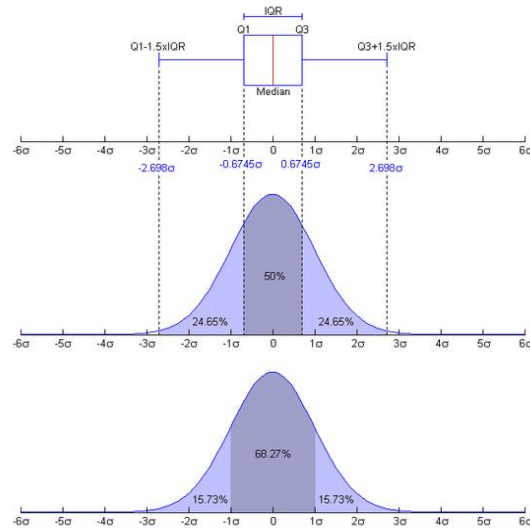 IQR
Q1 Q3
Q1-1.5xIQR Q3+1.5xIQR
Median
-6σ -5σ -4σ -3σ -2σ -1σ 0 1σ 2σ 3σ 4σ 5σ 6σ
-2.698σ -0.6745σ 0.6745σ 2.698σ
50%
24.65% 24.65%
-6σ -5σ -4σ -3σ -2σ -1σ 0 1σ 2σ 3σ 4σ 5σ 6σ
68.27%
15.73% 15.73%
-6σ -5σ -4σ -3σ -2σ -1σ 0 1σ 2σ 3σ 4σ 5σ 6σ